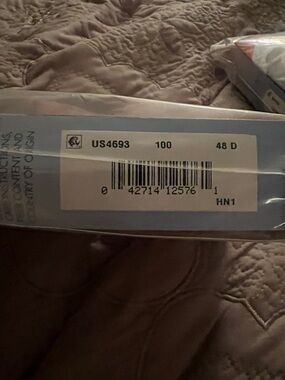 US4693 100 48 D
0 42714 12576 1
HN1
INSTRUCTIONS,
FIBER CONTENT AND
COUNTRY OF ORIGIN